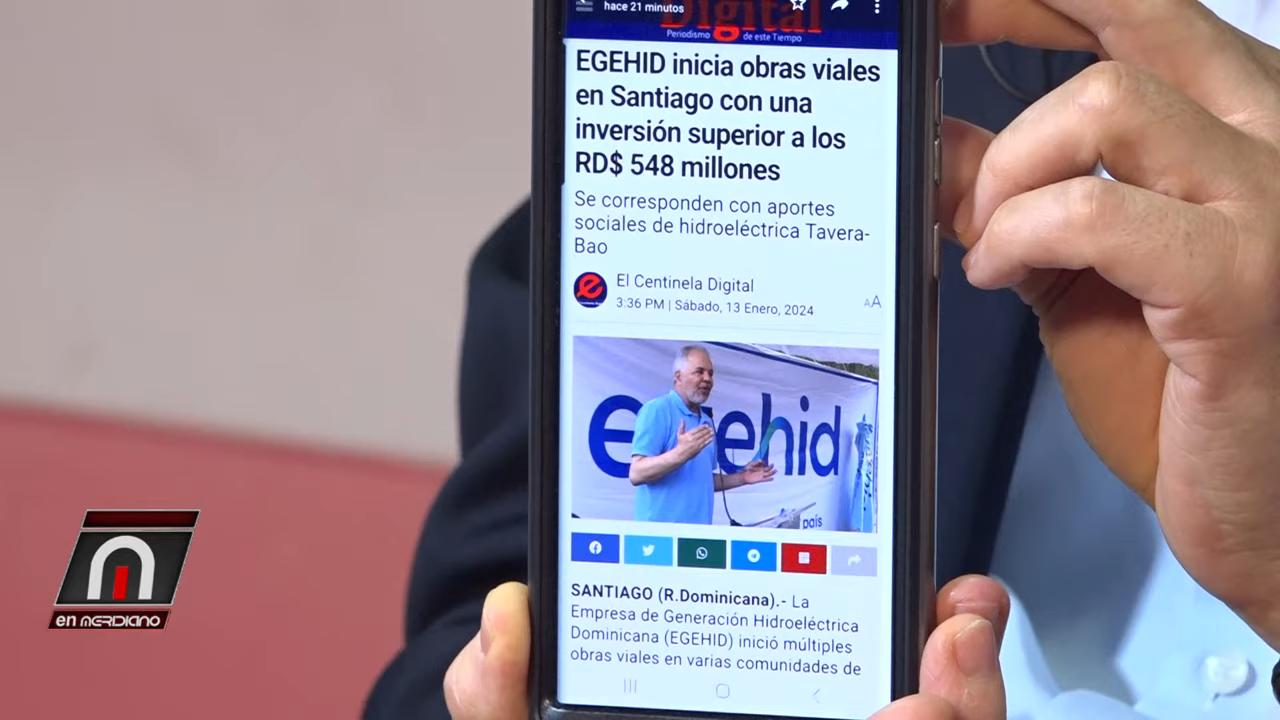 hace 21 minutos
Digital
Periodismo de este Tiempo
EGEHID inicia obras viales
en Santiago con una
inversión superior a los
RD$ 548 millones
Se corresponden con aportes
sociales de hidroeléctrica Tavera-
Bao
El Centinela Digital
3:36 PM | Sábado, 13 Enero, 2024
AA
egehid
país
SANTIAGO (R.Dominicana).- La
Empresa de Generación Hidroeléctrica
Dominicana (EGEHID) inició múltiples
obras viales en varias comunidades de
en MERIDIANO